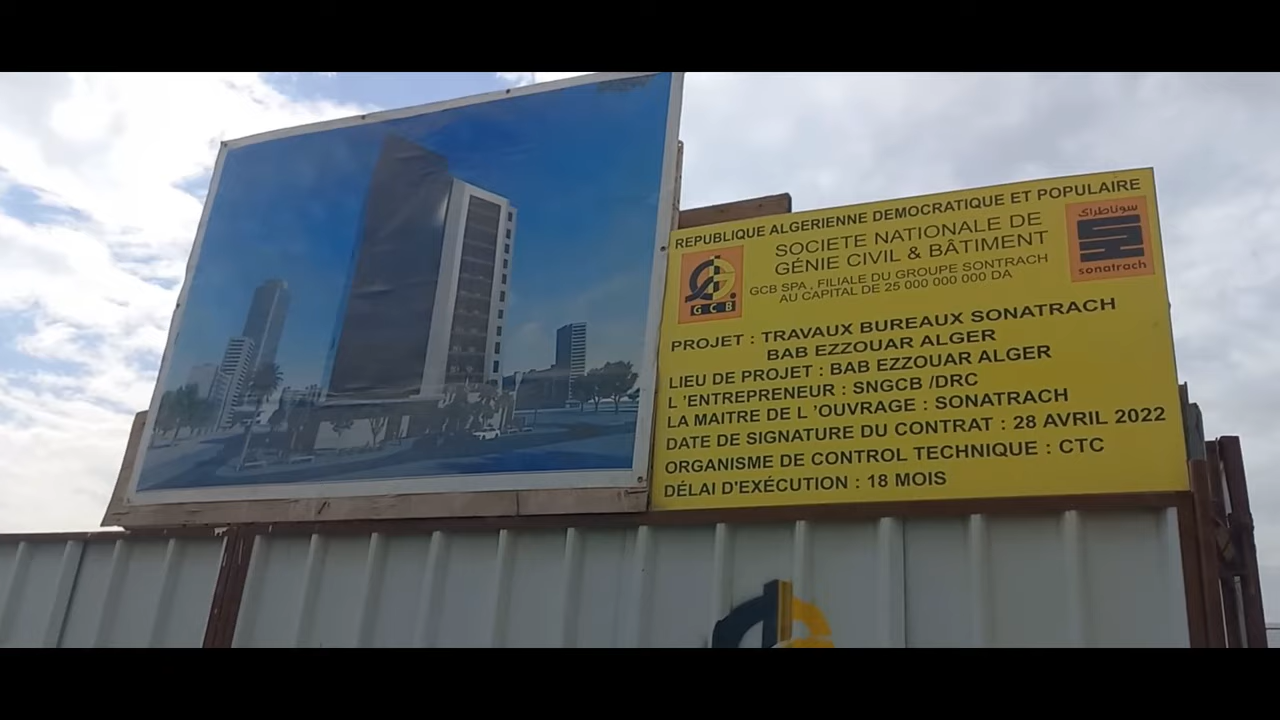 REPUBLIQUE ALGERIENNE DEMOCRATIQUE ET POPULAIRE
SOCIETE NATIONALE DE
GÉNIE CIVIL & BÂTIMENT
GCB SPA , FILIALE DU GROUPE SONTRACH
AU CAPITAL DE 25 000 000 000 DA
GCB
سوناطراك
sonatrach
PROJET : TRAVAUX BUREAUX SONATRACH
BAB EZZOUAR ALGER
LIEU DE PROJET : BAB EZZOUAR ALGER
L 'ENTREPRENEUR : SNGCB /DRC
LA MAITRE DE L 'OUVRAGE : SONATRACH
DATE DE SIGNATURE DU CONTRAT : 28 AVRIL 2022
ORGANISME DE CONTROL TECHNIQUE : CTC
DÉLAI D'EXÉCUTION : 18 MOIS